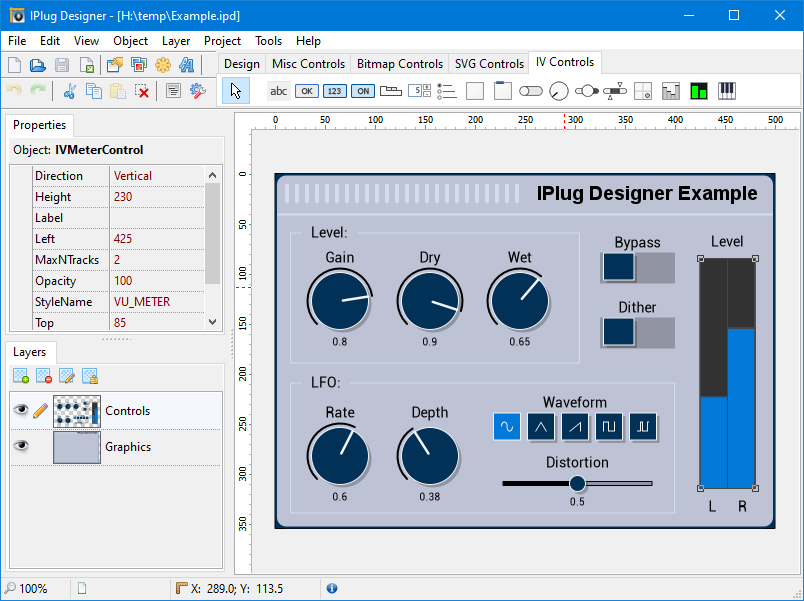 IPlug Designer - [H:\temp\Example.ipd]
File Edit View Object Layer Project Tools Help
Design Misc Controls Bitmap Controls SVG Controls IV Controls
abc OK 123 ON 5
Properties
Object: IVMeterControl
Direction Vertical
Height 230
Label
Left 425
MaxNTracks 2
Opacity 100
StyleName VU_METER
Top 85
Layers
Controls
Graphics
0 50 100 150 200 250 300 350 400 450 500
0
50
100
150
200
250
300
350
IPlug Designer Example
Level:
Gain Dry Wet
0.8 0.9 0.65
Bypass
Dither
Level
L R
LFO:
Rate Depth
0.6 0.38
Waveform
Distortion
0.5
100% X: 289.0; Y: 113.5